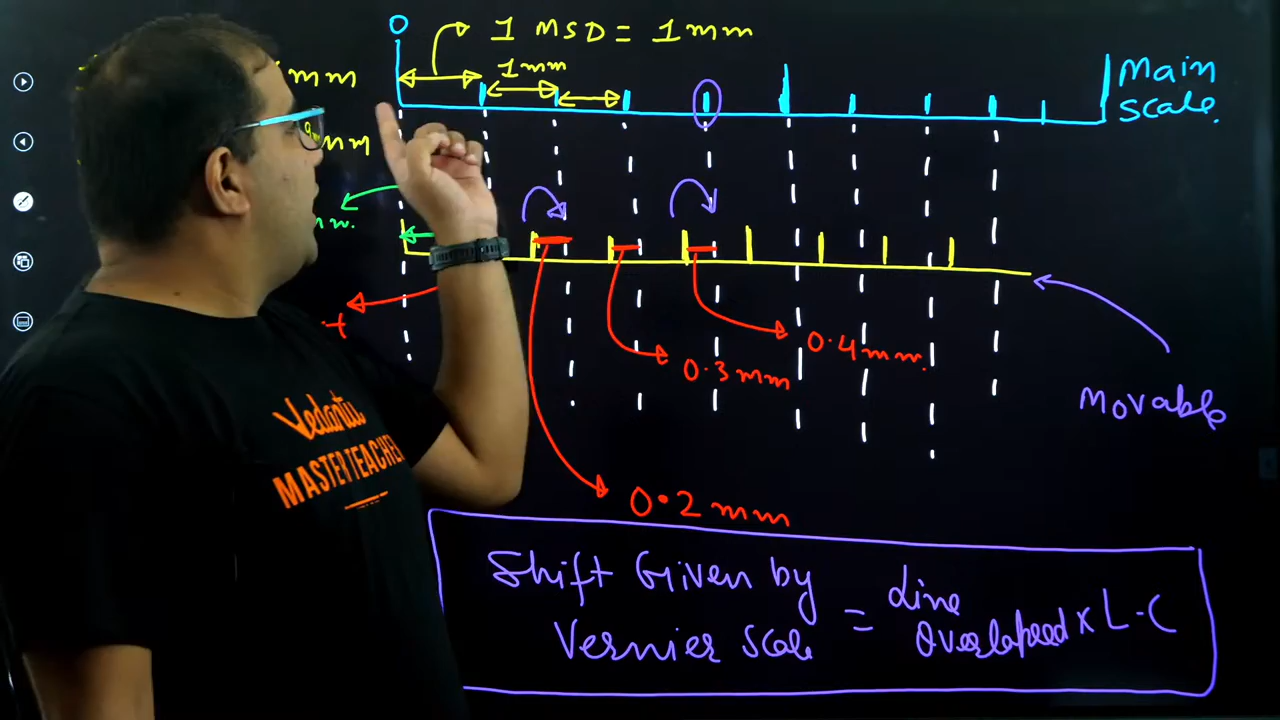 0
1 MSD = 1mm
mm
1mm
Main
Scale.
mm
0.4mm.
0.3mm
Movable
0.2mm
Vedantu
MASTER TEACHER
Shift Given by
Vernier Scale = Line Overlapped x L.C